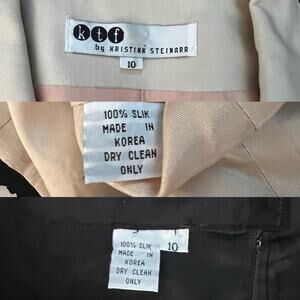 ktf
by KRISTINA STEINARR
10
100% SLIK
MADE IN
KOREA
DRY CLEAN
ONLY
100% SLIK
MADE IN
KOREA
DRY CLEAN
ONLY
10